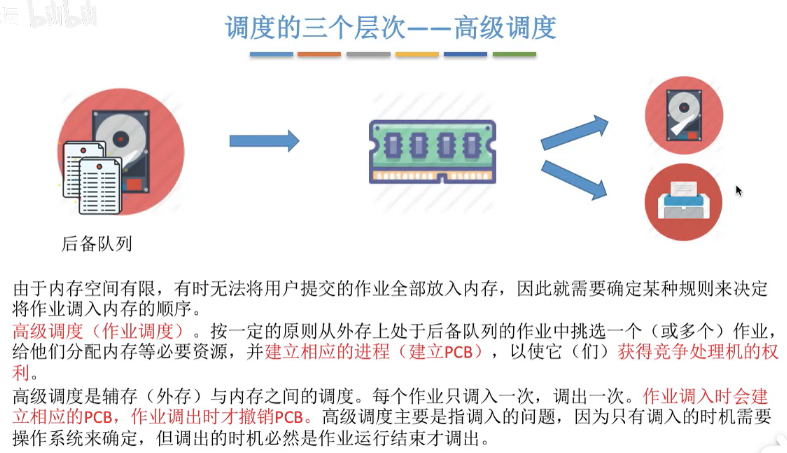 bilibili
调度的三个层次——高级调度
后备队列
由于内存空间有限，有时无法将用户提交的作业全部放入内存，因此就需要确定某种规则来决定
将作业调入内存的顺序。
高级调度（作业调度）。按一定的原则从外存上处于后备队列的作业中挑选一个（或多个）作业，
给他们分配内存等必要资源，并建立相应的进程（建立PCB），以使它（们）获得竞争处理机的权
利。
高级调度是辅存（外存）与内存之间的调度。每个作业只调入一次，调出一次。作业调入时会建
立相应的PCB，作业调出时才撤销PCB。高级调度主要是指调入的问题，因为只有调入的时机需要
操作系统来确定，但调出的时机必然是作业运行结束才调出。